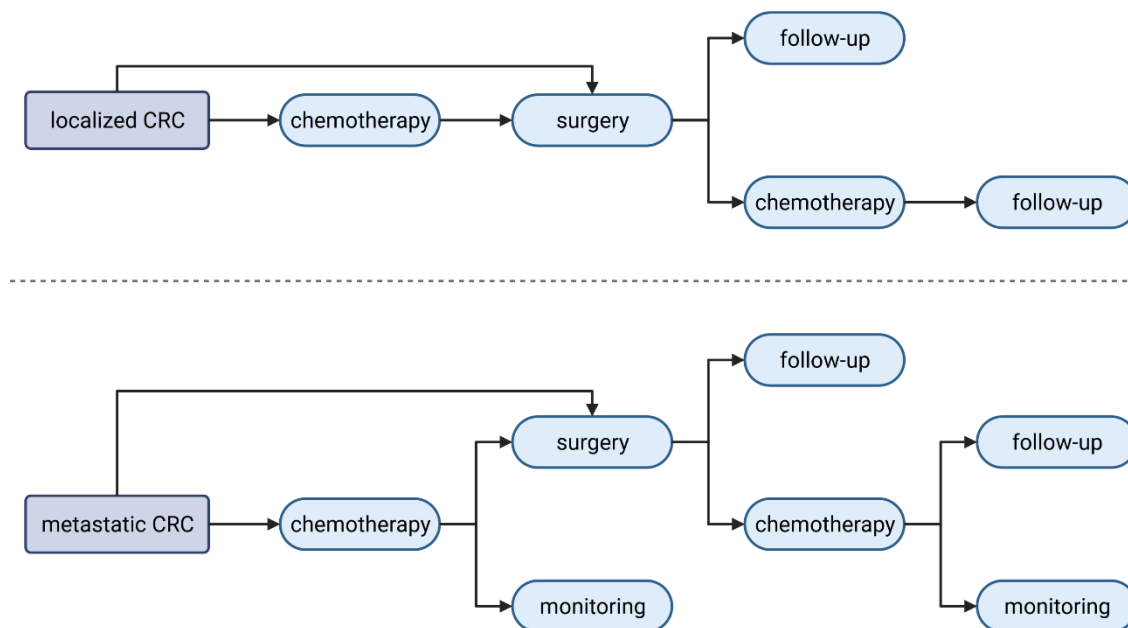 follow-up
localized CRC
chemotherapy
surgery
chemotherapy
follow-up
follow-up
surgery
follow-up
metastatic CRC
chemotherapy
chemotherapy
monitoring
monitoring